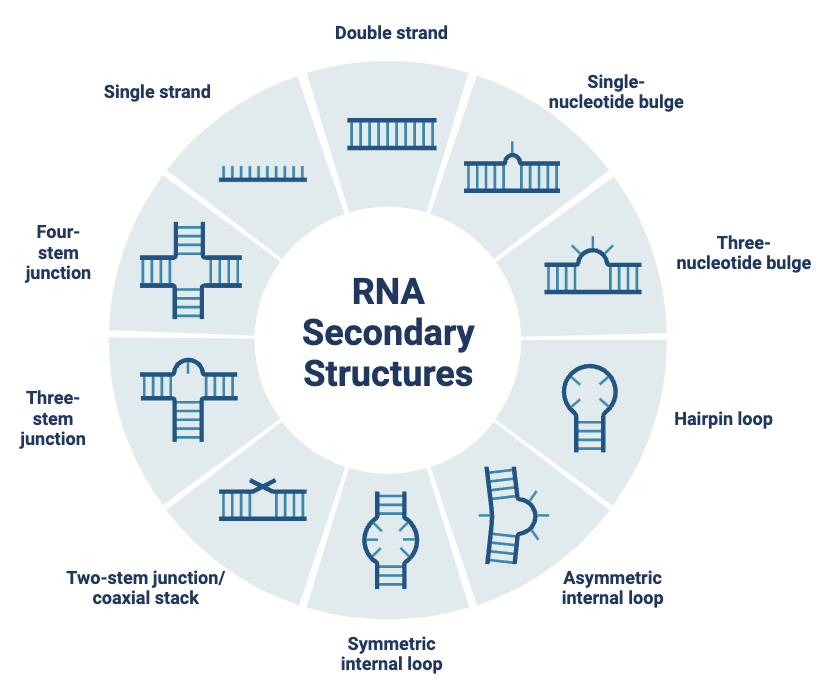 Double strand
Single-
nucleotide bulge
Three-
nucleotide bulge
Hairpin loop
Asymmetric
internal loop
Symmetric
internal loop
Two-stem junction/
coaxial stack
Three-
stem
junction
Four-
stem
junction
Single strand
RNA
Secondary
Structures